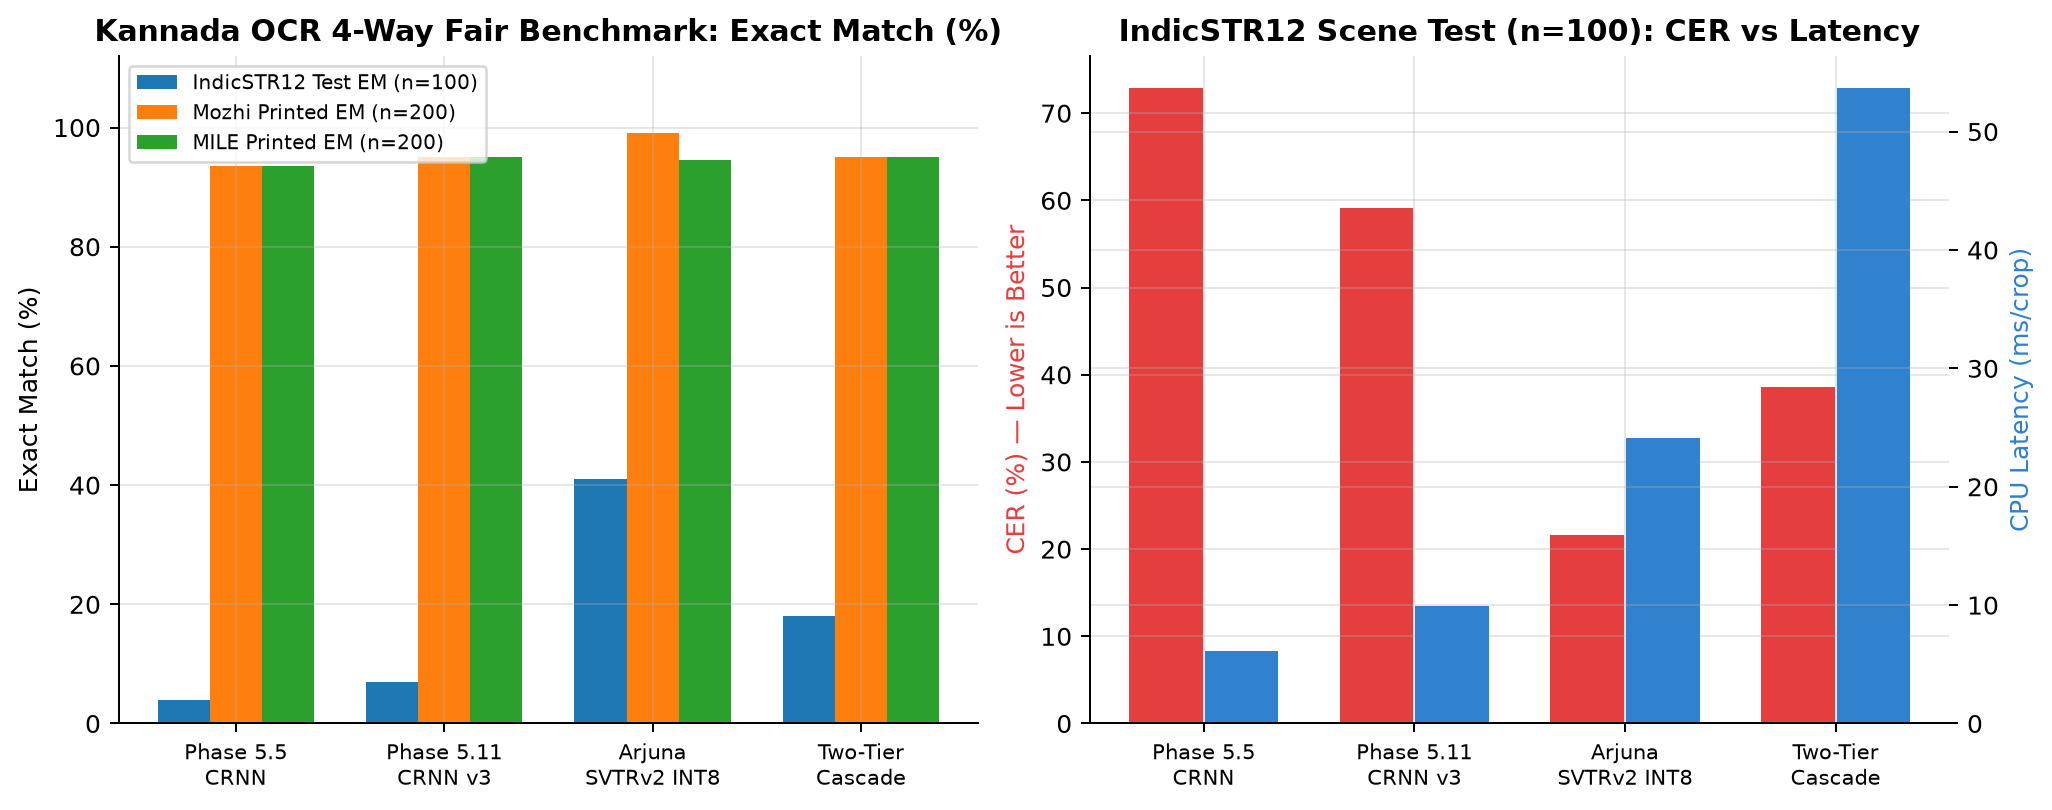 Kannada OCR 4-Way Fair Benchmark: Exact Match (%)
IndicSTR12 Test EM (n=100)
Mozhi Printed EM (n=200)
MILE Printed EM (n=200)
Exact Match (%)
100
80
60
40
20
0
Phase 5.5
CRNN
Phase 5.11
CRNN v3
Arjuna
SVTRv2 INT8
Two-Tier
Cascade
IndicSTR12 Scene Test (n=100): CER vs Latency
CER (%) — Lower is Better
70
60
50
40
30
20
10
0
CPU Latency (ms/crop)
50
40
30
20
10
0
Phase 5.5
CRNN
Phase 5.11
CRNN v3
Arjuna
SVTRv2 INT8
Two-Tier
Cascade